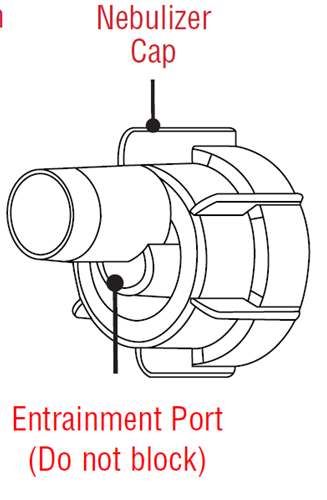 Nebulizer
Cap
Entrainment Port
(Do not block)